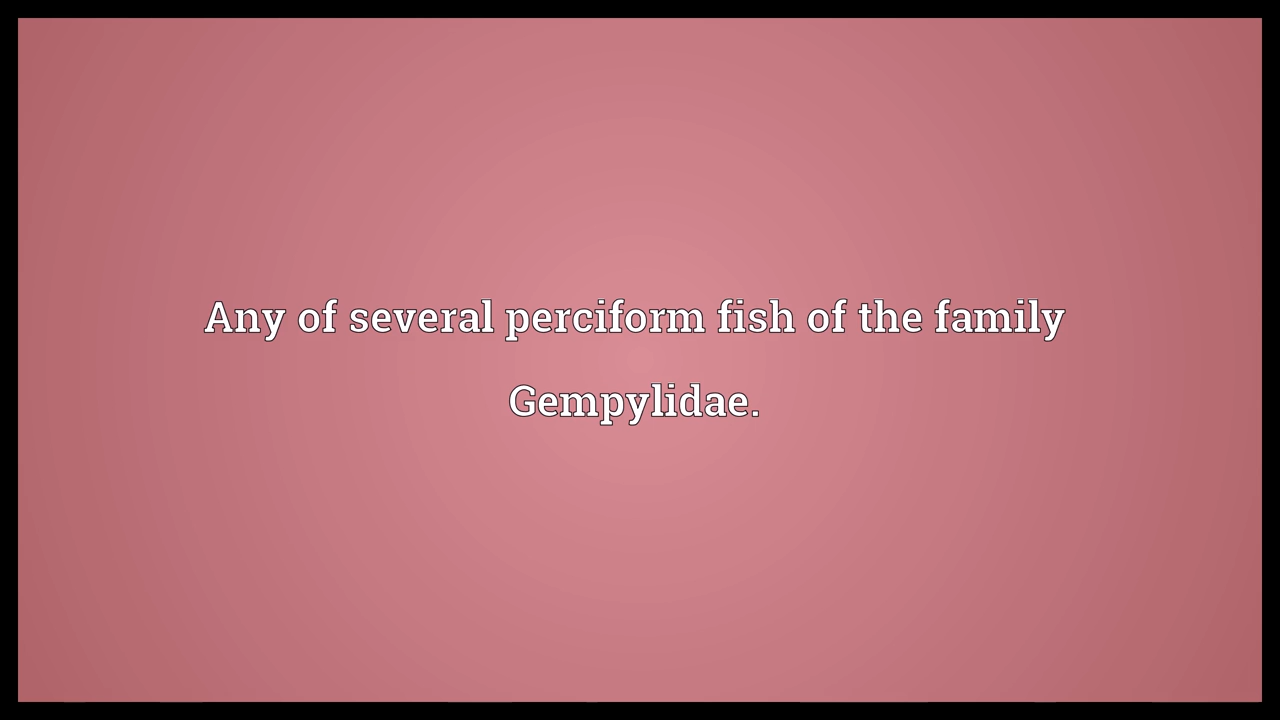 Any of several perciform fish of the family
Gempylidae.